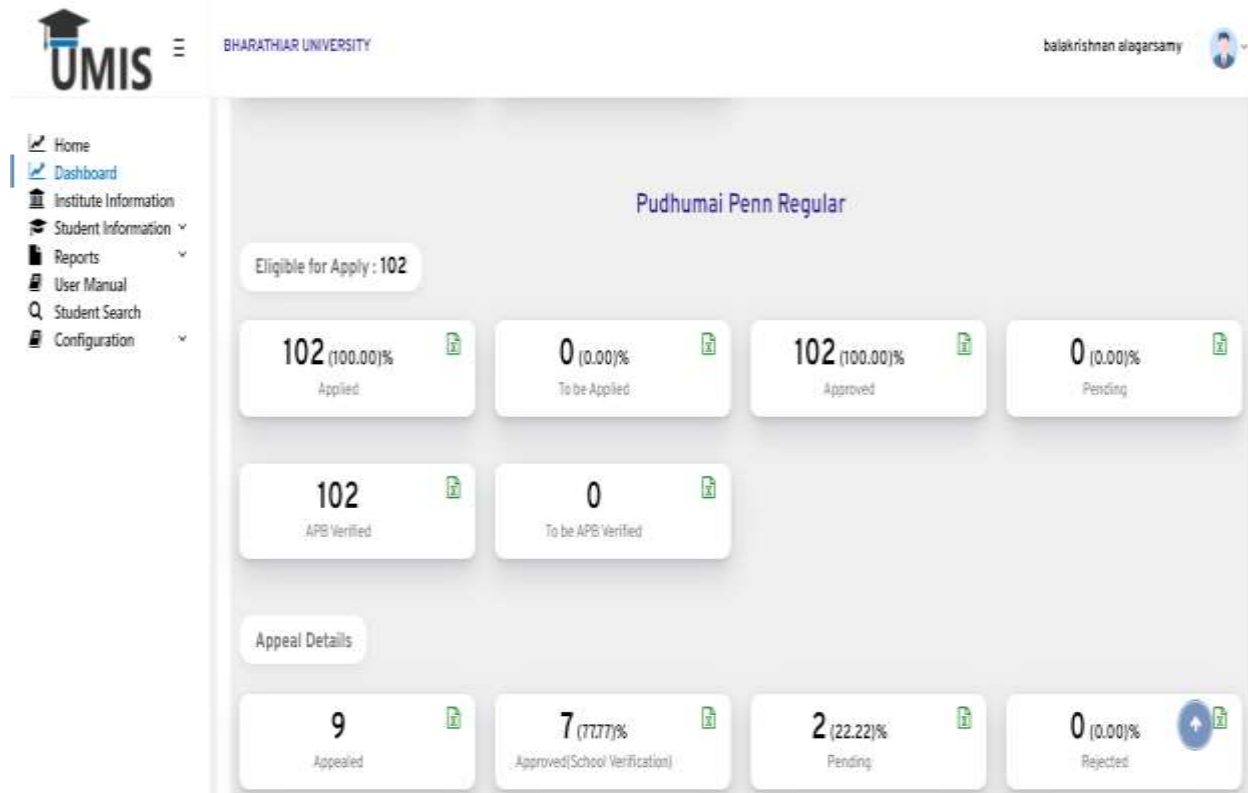 UMIS
BHARATHIAR UNIVERSITY
balakrishnan alagarsamy
Home
Dashboard
Institute Information
Student Information
Reports
User Manual
Student Search
Configuration
Pudhumai Penn Regular
Eligible for Apply : 102
102 (100.00)%
Applied
0 (0.00)%
To be Applied
102 (100.00)%
Approved
0 (0.00)%
Pending
102
APB Verified
0
To be APB Verified
Appeal Details
9
Appealed
7 (77.77)%
Approved(School Verification)
2 (22.22)%
Pending
0 (0.00)%
Rejected